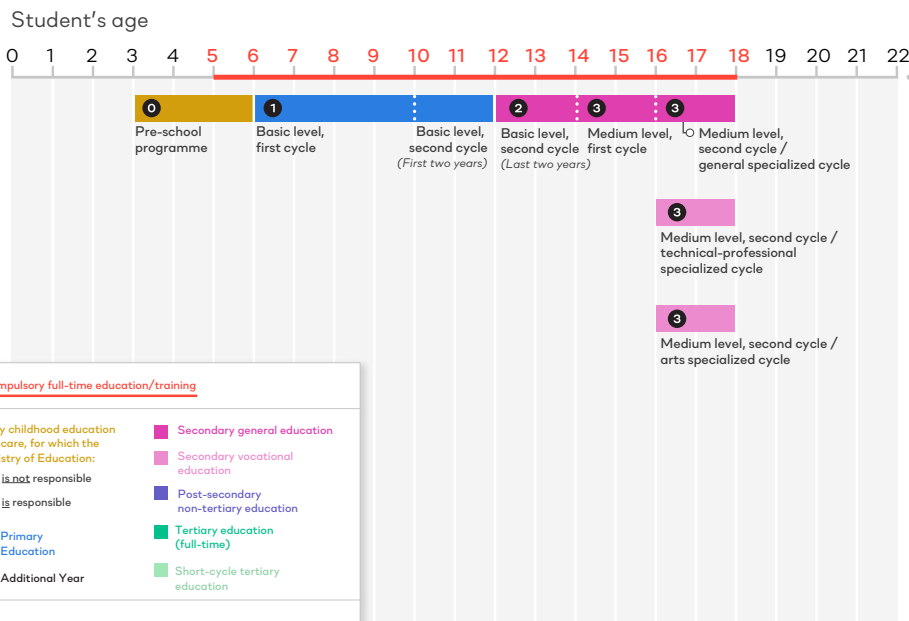 Student's age
0 1 2 3 4 5 6 7 8 9 10 11 12 13 14 15 16 17 18 19 20 21 22
0 1 2 3 3
Pre-school
programme
Basic level,
first cycle
Basic level,
second cycle
(First two years)
Basic level,
second cycle
(Last two years)
Medium level,
first cycle
Medium level,
second cycle /
general specialized cycle
3
Medium level, second cycle /
technical-professional
specialized cycle
3
Medium level, second cycle /
arts specialized cycle
mpulsory full-time education/training
y childhood education
care, for which the
stry of Education:
is not responsible
is responsible
Primary
Education
Additional Year
Secondary general education
Secondary vocational
education
Post-secondary
non-tertiary education
Tertiary education
(full-time)
Short-cycle tertiary
education